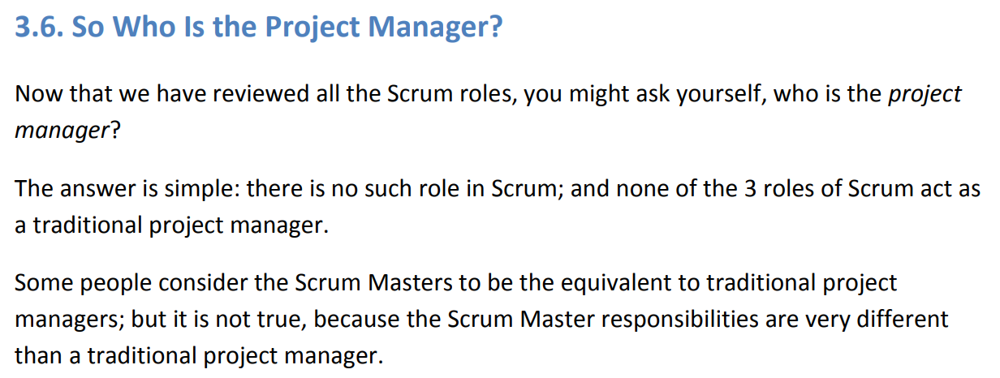 3.6. So Who Is the Project Manager?
Now that we have reviewed all the Scrum roles, you might ask yourself, who is the project
manager?
The answer is simple: there is no such role in Scrum; and none of the 3 roles of Scrum act as
a traditional project manager.
Some people consider the Scrum Masters to be the equivalent to traditional project
managers; but it is not true, because the Scrum Master responsibilities are very different
than a traditional project manager.